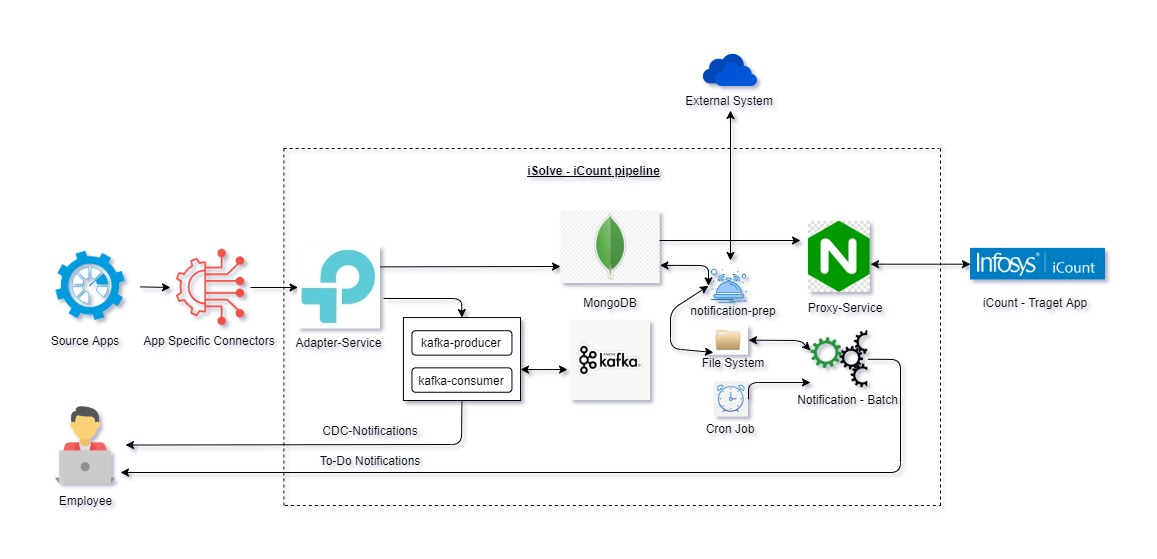 External System
iSolve - iCount pipeline
Source Apps
App Specific Connectors
Adapter-Service
MongoDB
notification-prep
Proxy-Service
Infosys | iCount
iCount - Traget App
kafka-producer
kafka-consumer
APACHE
kafka
File System
Notification - Batch
Cron Job
CDC-Notifications
To-Do Notifications
Employee